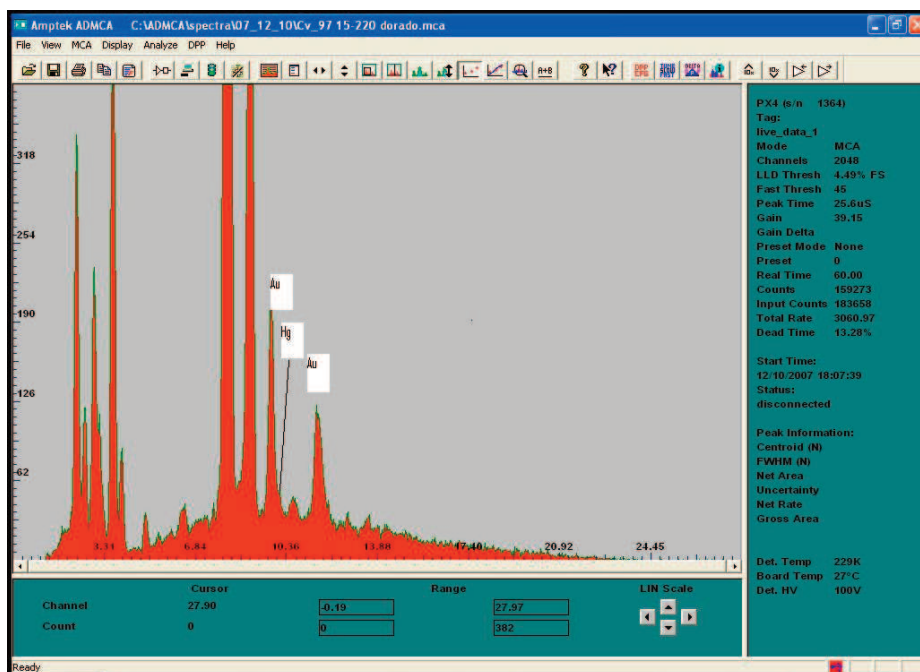 Amptek ADMCA C:\ADMCA\spectra\07_12_10\Cv_97 15-220 dorado.mca
File View MCA Display Analyze DPP Help
A+B
318
254
190
126
62
Au
Hg
Au
3.31 6.84 10.36 13.88 17.40 20.92 24.45
PX4 (s/n 1364)
Tag:
live_data_1
Mode MCA
Channels 2048
LLD Thresh 4.49% FS
Fast Thresh 45
Peak Time 25.6uS
Gain 39.15
Gain Delta
Preset Mode None
Preset 0
Real Time 60.00
Counts 159273
Input Counts 183658
Total Rate 3060.97
Dead Time 13.28%
Start Time:
12/10/2007 18:07:39
Status:
disconnected
Peak Information:
Centroid (N)
FWHM (N)
Net Area
Uncertainty
Net Rate
Gross Area
Det. Temp 229K
Board Temp 27°C
Det. HV 100V
Cursor Range LIN Scale
Channel 27.90 -0.19 27.97
Count 0 0 382
Ready